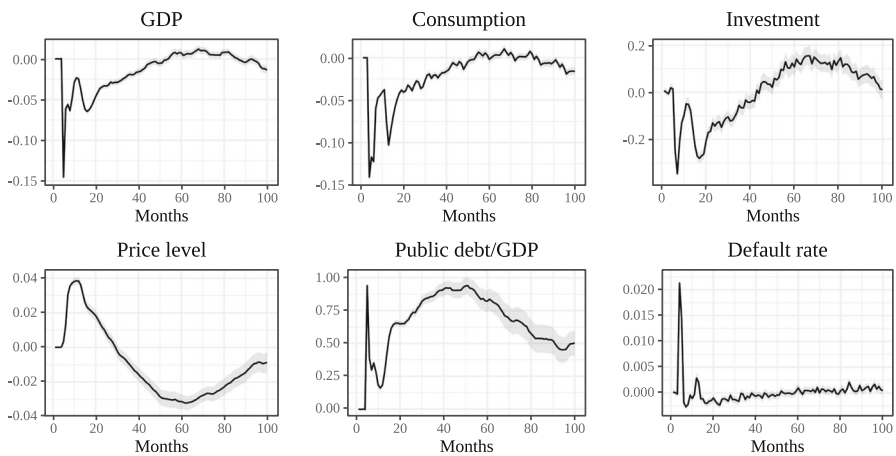 GDP Consumption Investment
0.00 0.00 0.2
-0.05 -0.05 0.0
-0.10 -0.10 -0.2
-0.15 -0.15
0 20 40 60 80 100 0 20 40 60 80 100 0 20 40 60 80 100
Months Months Months
Price level Public debt/GDP Default rate
0.04 1.00 0.020
0.02 0.75 0.015
0.00 0.50 0.010
-0.02 0.25 0.005
-0.04 0.00 0.000
0 20 40 60 80 100 0 20 40 60 80 100 0 20 40 60 80 100
Months Months Months